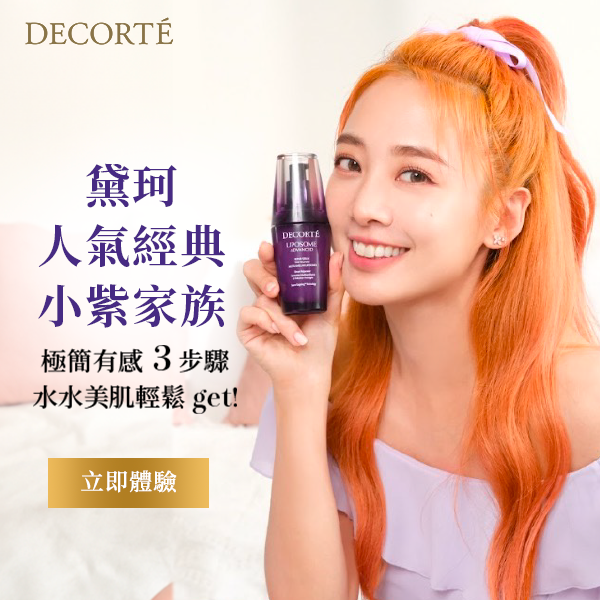 DECORTÉ
黛珂
人氣經典
小紫家族
極簡有感 3 步驟
水水美肌輕鬆 get!
立即體驗
DECORTÉ
LIPOSOME
ADVANCED